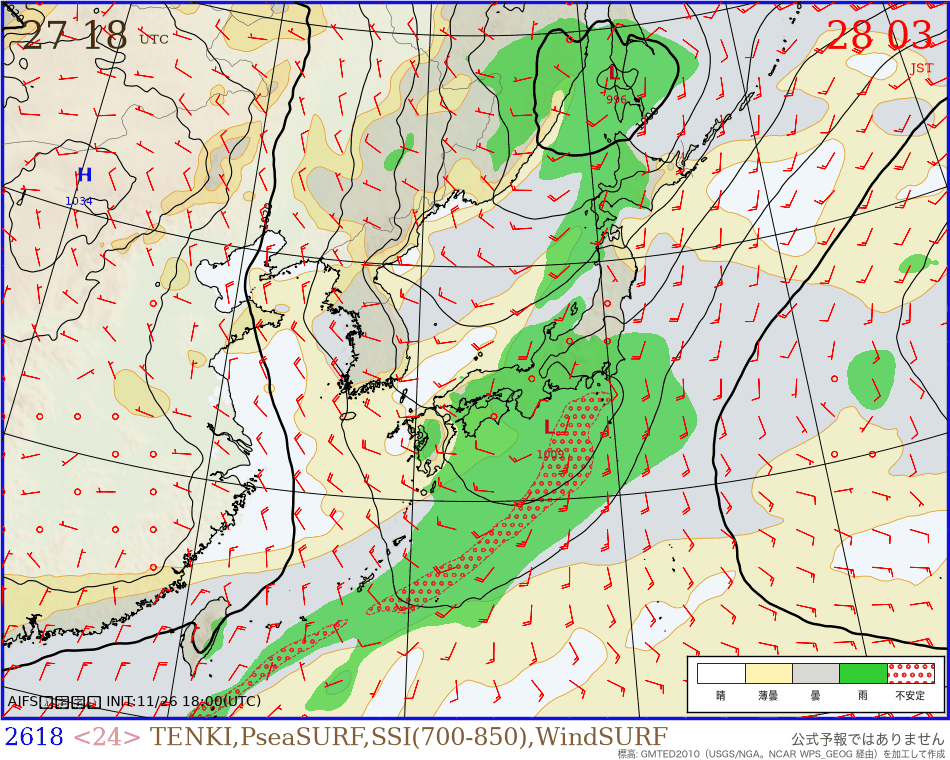 27 18 UTC
28 03
JST
L
996
1000
H
1034
1020
L
1009
晴 薄曇 曇 雨 不安定
INIT:11/26 18:00(UTC)
2618 <24> TENKI,PseaSURF,SSI(700-850),WindSURF
公式予報ではありません
標高: GMTED2010（USGS/NGA。NCAR WPS_GEOG 経由）を加工して作成